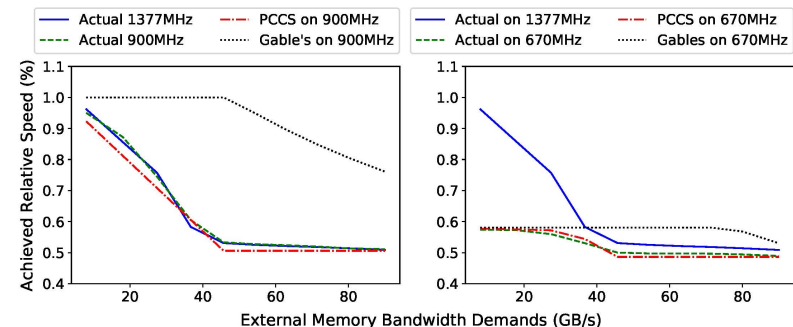 Actual 1377MHz
Actual 900MHz
PCCS on 900MHz
Gable's on 900MHz
Actual on 1377MHz
Actual on 670MHz
PCCS on 670MHz
Gables on 670MHz
Achieved Relative Speed (%)
1.1
1.0
0.9
0.8
0.7
0.6
0.5
0.4
20
40
60
80
1.1
1.0
0.9
0.8
0.7
0.6
0.5
0.4
20
40
60
80
External Memory Bandwidth Demands (GB/s)